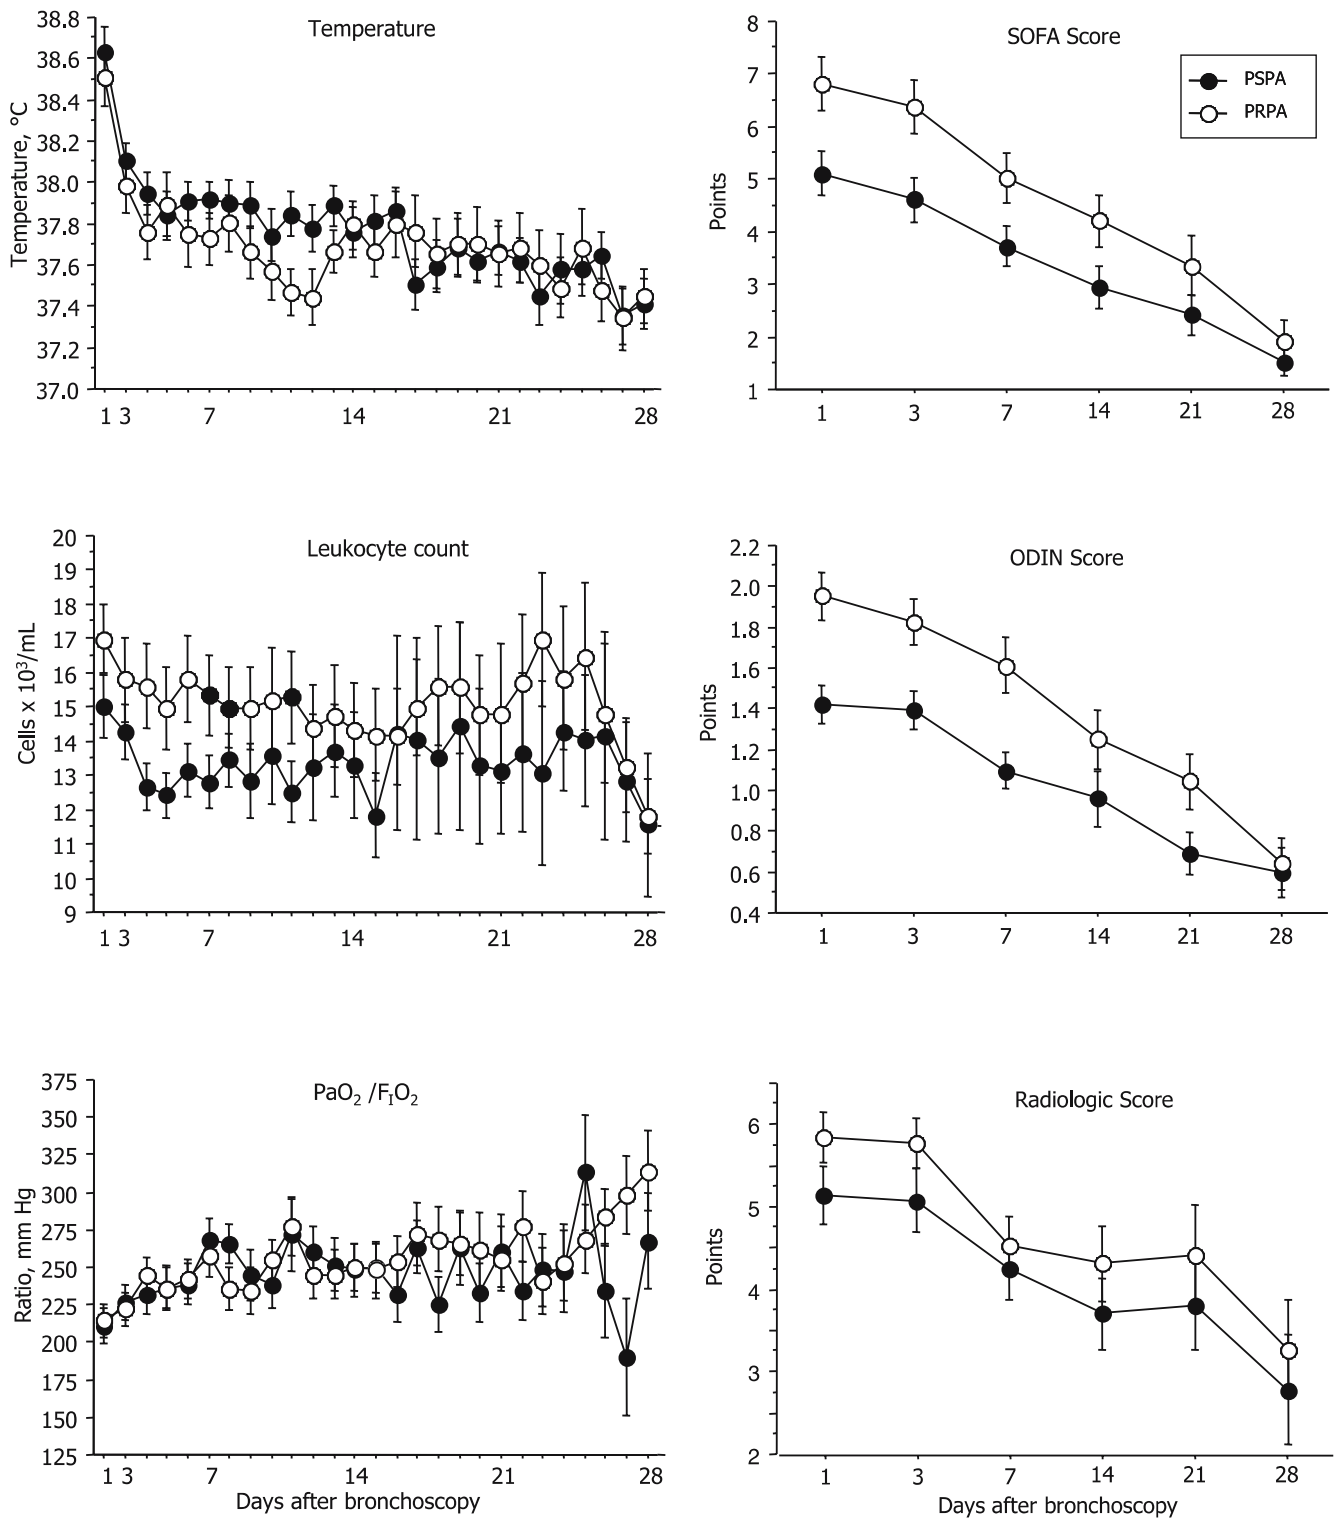 Temperature
Temperature, °C
38.8
38.6
38.4
38.2
38.0
37.8
37.6
37.4
37.2
37.0
1 3 7 14 21 28
SOFA Score
Points
8
7
6
5
4
3
2
1
1 3 7 14 21 28
PSPA
PRPA
Leukocyte count
Cells x 10³/mL
20
19
18
17
16
15
14
13
12
11
10
9
1 3 7 14 21 28
ODIN Score
Points
2.2
2.0
1.8
1.6
1.4
1.2
1.0
0.8
0.6
0.4
1 3 7 14 21 28
PaO₂ /FIO₂
Ratio, mm Hg
375
350
325
300
275
250
225
200
175
150
125
1 3 7 14 21 28
Days after bronchoscopy
Radiologic Score
Points
6
5
4
3
2
1 3 7 14 21 28
Days after bronchoscopy